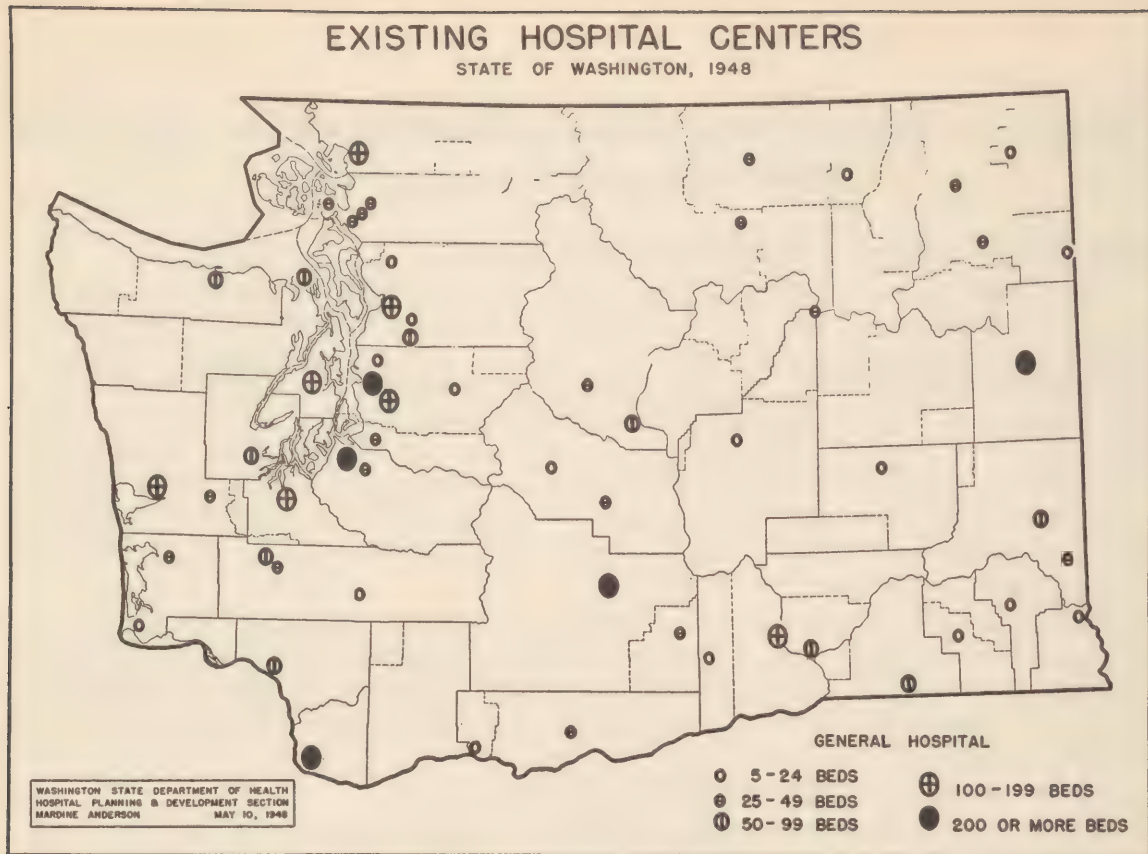 EXISTING HOSPITAL CENTERS
STATE OF WASHINGTON, 1948
GENERAL HOSPITAL
5-24 BEDS
25-49 BEDS
50-99 BEDS
100-199 BEDS
200 OR MORE BEDS
WASHINGTON STATE DEPARTMENT OF HEALTH
HOSPITAL PLANNING & DEVELOPMENT SECTION
MARDINE ANDERSON MAY 10, 1948